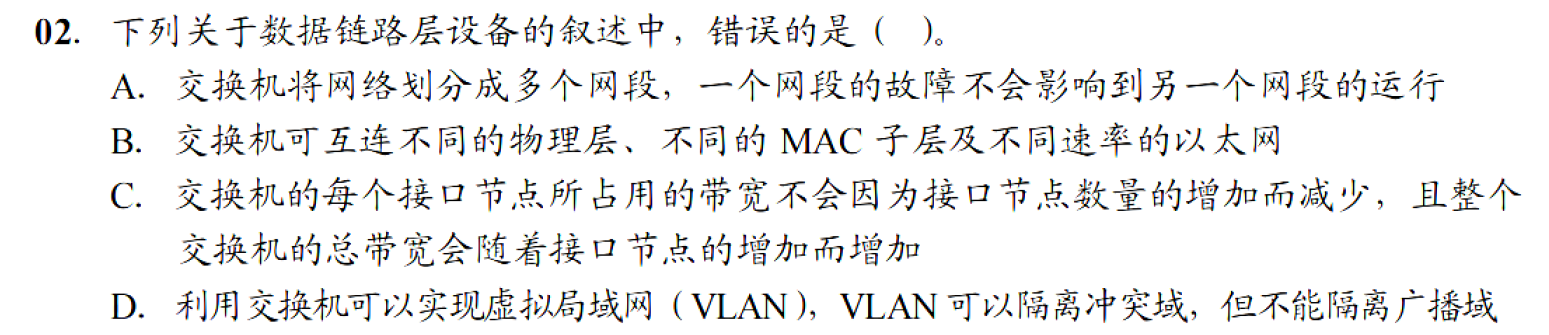 02. 下列关于数据链路层设备的叙述中，错误的是（ ）。
A. 交换机将网络划分成多个网段，一个网段的故障不会影响到另一个网段的运行
B. 交换机可互连不同的物理层、不同的 MAC 子层及不同速率的以太网
C. 交换机的每个接口节点所占用的带宽不会因为接口节点数量的增加而减少，且整个
交换机的总带宽会随着接口节点的增加而增加
D. 利用交换机可以实现虚拟局域网（VLAN），VLAN 可以隔离冲突域，但不能隔离广播域